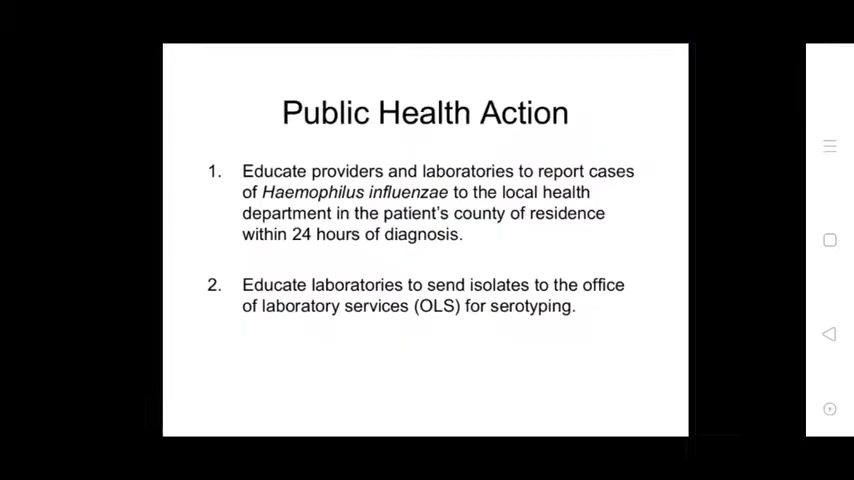 Public Health Action
1. Educate providers and laboratories to report cases
of Haemophilus influenzae to the local health
department in the patient's county of residence
within 24 hours of diagnosis.
2. Educate laboratories to send isolates to the office
of laboratory services (OLS) for serotyping.